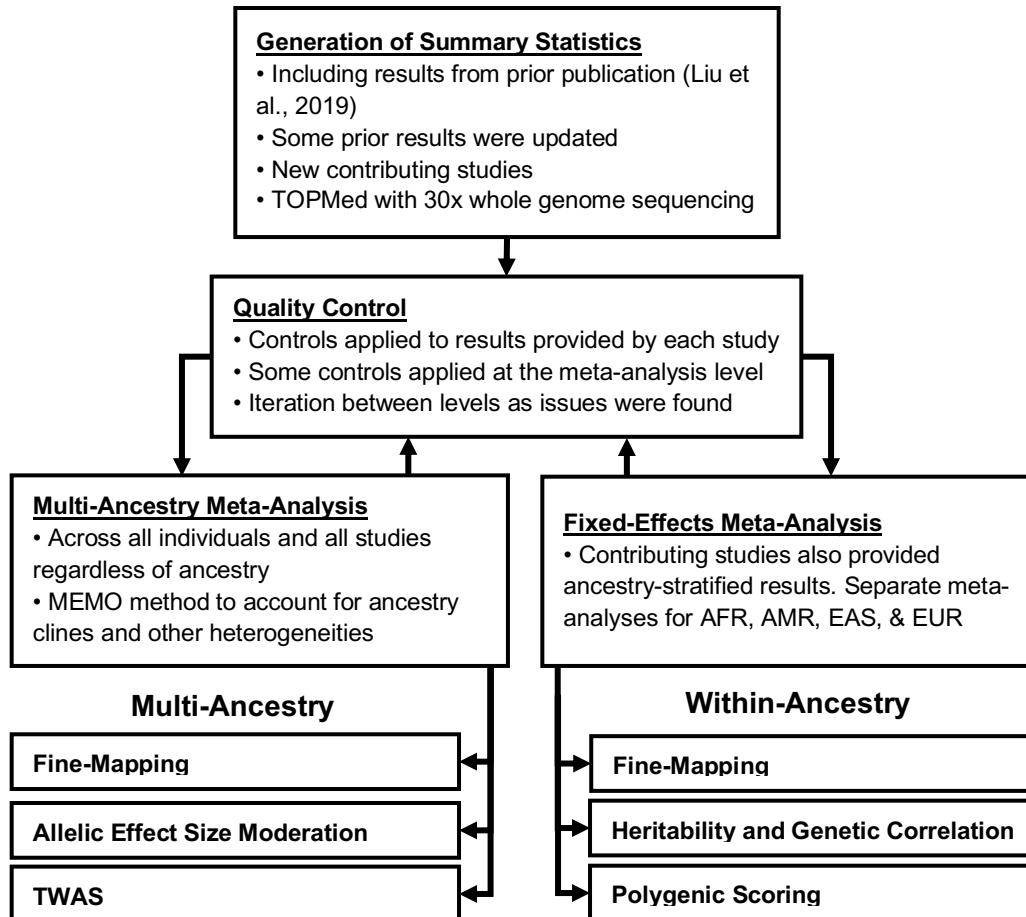 Generation of Summary Statistics
• Including results from prior publication (Liu et
al., 2019)
• Some prior results were updated
• New contributing studies
• TOPMed with 30x whole genome sequencing
Quality Control
• Controls applied to results provided by each study
• Some controls applied at the meta-analysis level
• Iteration between levels as issues were found
Multi-Ancestry Meta-Analysis
• Across all individuals and all studies
regardless of ancestry
• MEMO method to account for ancestry
clines and other heterogeneities
Fixed-Effects Meta-Analysis
• Contributing studies also provided
ancestry-stratified results. Separate meta-
analyses for AFR, AMR, EAS, & EUR
Multi-Ancestry
Fine-Mapping
Allelic Effect Size Moderation
TWAS
Within-Ancestry
Fine-Mapping
Heritability and Genetic Correlation
Polygenic Scoring